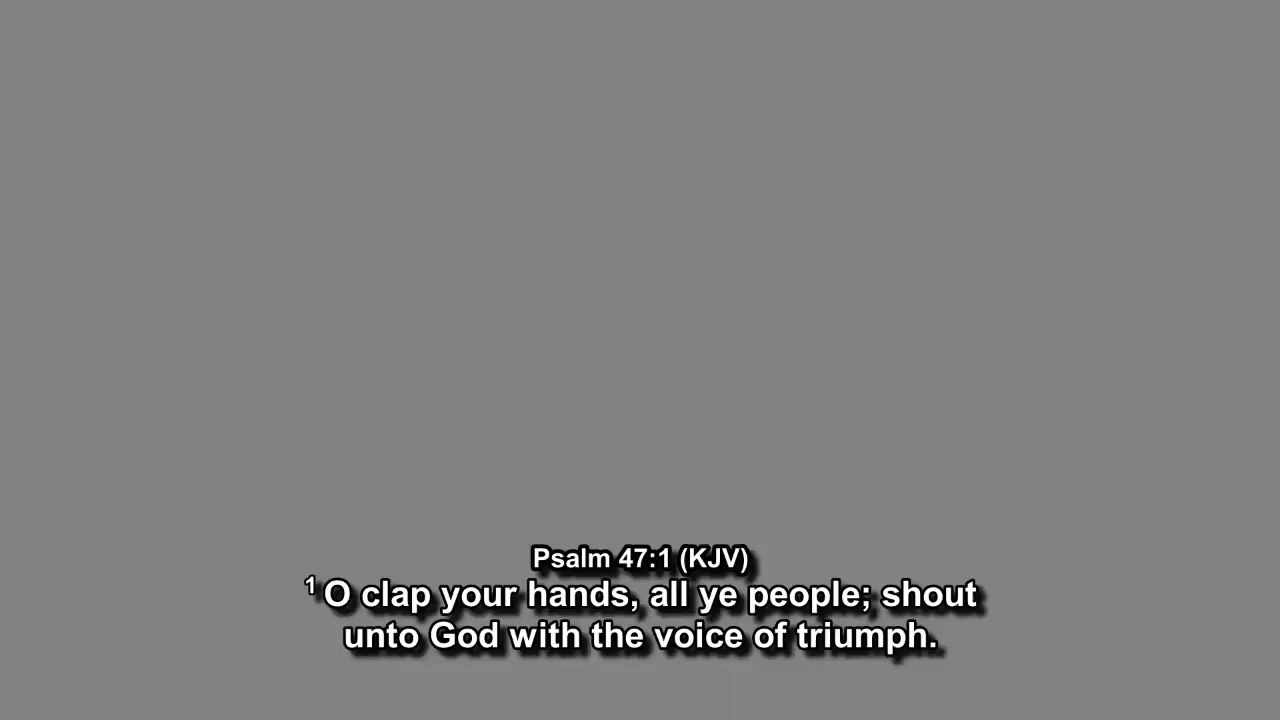 Psalm 47:1 (KJV)
1 O clap your hands, all ye people; shout
unto God with the voice of triumph.